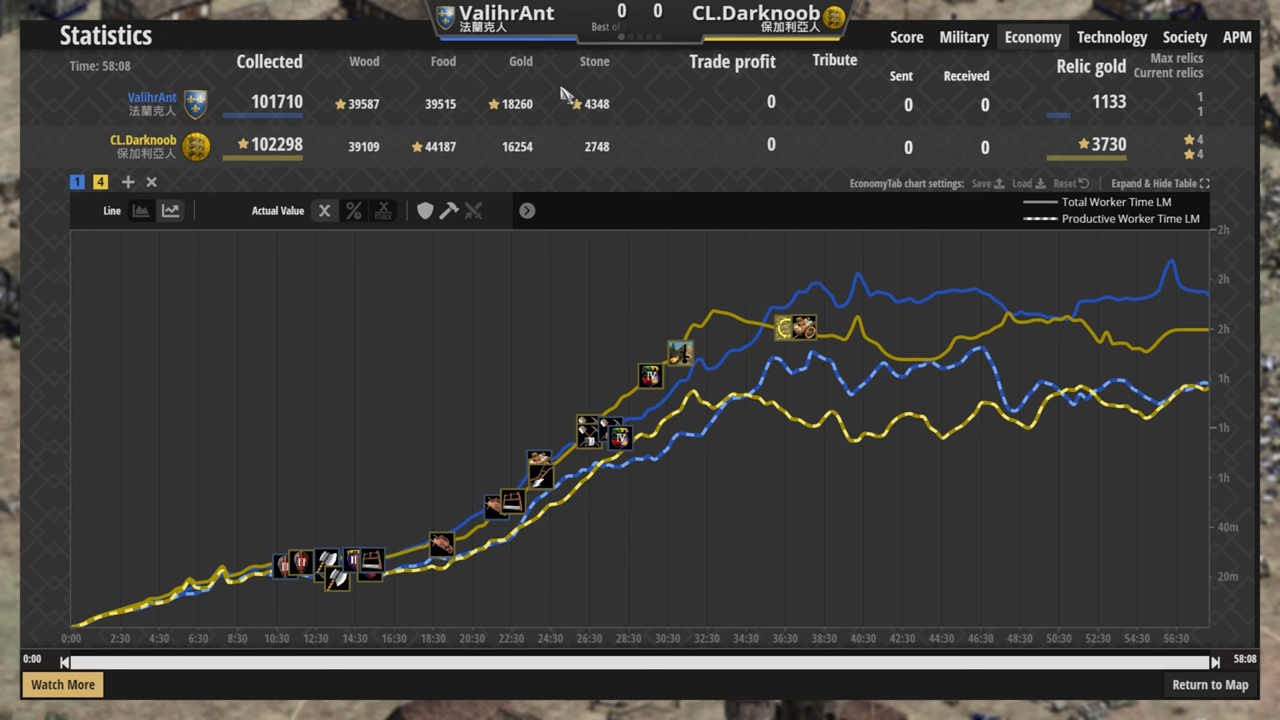 ValihrAnt 0 0 CL.Darknoob
法蘭克人 Best of 保加利亞人
Statistics
Score Military Economy Technology Society APM
Time: 58:08
Collected Wood Food Gold Stone Trade profit Tribute Sent Received Relic gold Max relics
Current relics
ValihrAnt 101710 39587 39515 18260 4348 0 0 0 1133 1
法蘭克人 1
CL.Darknoob 102298 39109 44187 16254 2748 0 0 0 3730 4
保加利亞人 4
1 4 EconomyTab chart settings: Save Load Reset Expand & Hide Table
Line Actual Value X % X
max
Total Worker Time LM
Productive Worker Time LM
2h
2h
2h
1h
1h
1h
40m
20m
II II II IV IV
0:00 2:30 4:30 6:30 8:30 10:30 12:30 14:30 16:30 18:30 20:30 22:30 24:30 26:30 28:30 30:30 32:30 34:30 36:30 38:30 40:30 42:30 44:30 46:30 48:30 50:30 52:30 54:30 56:30
0:00 58:08
Watch More Return to Map